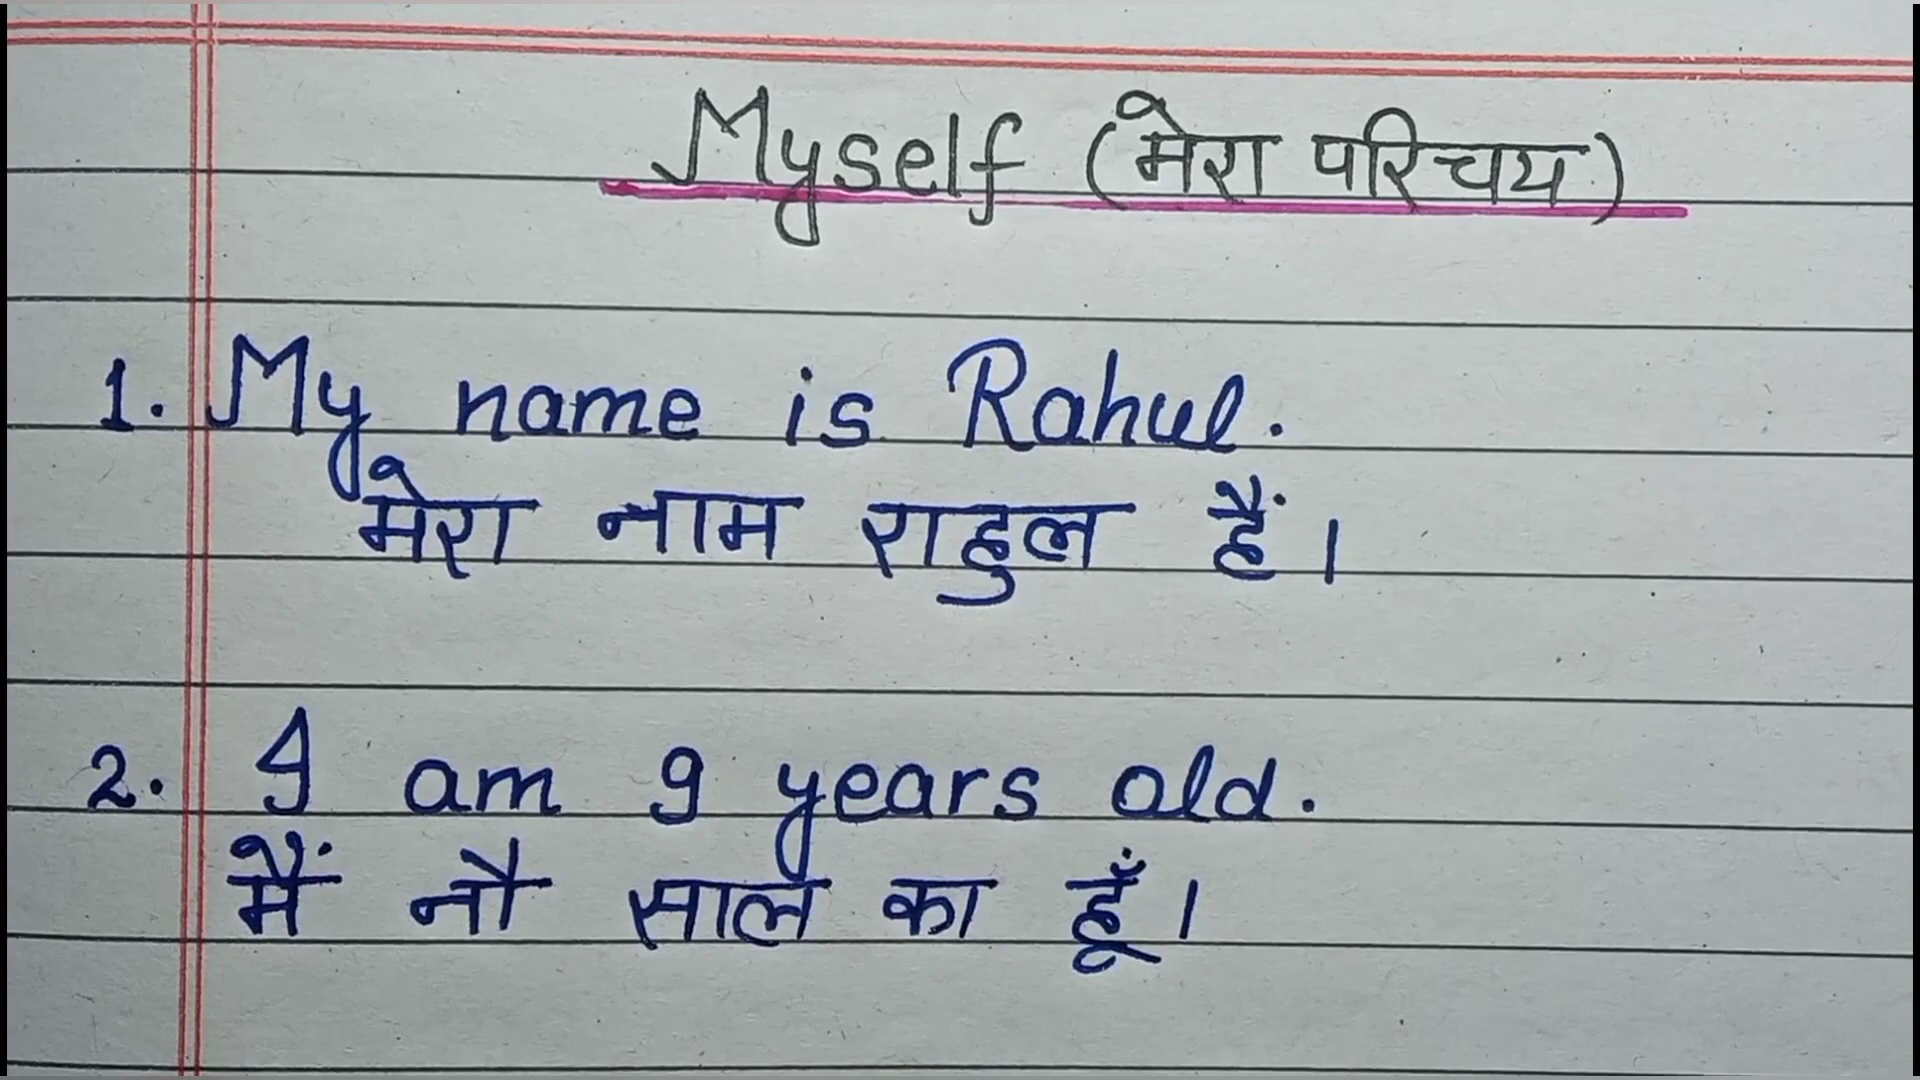 Myself (मेरा परिचय)
1. My name is Rahul.
मेरा नाम राहुल हैं।
2. I am 9 years old.
मैं नौ साल का हूँ।